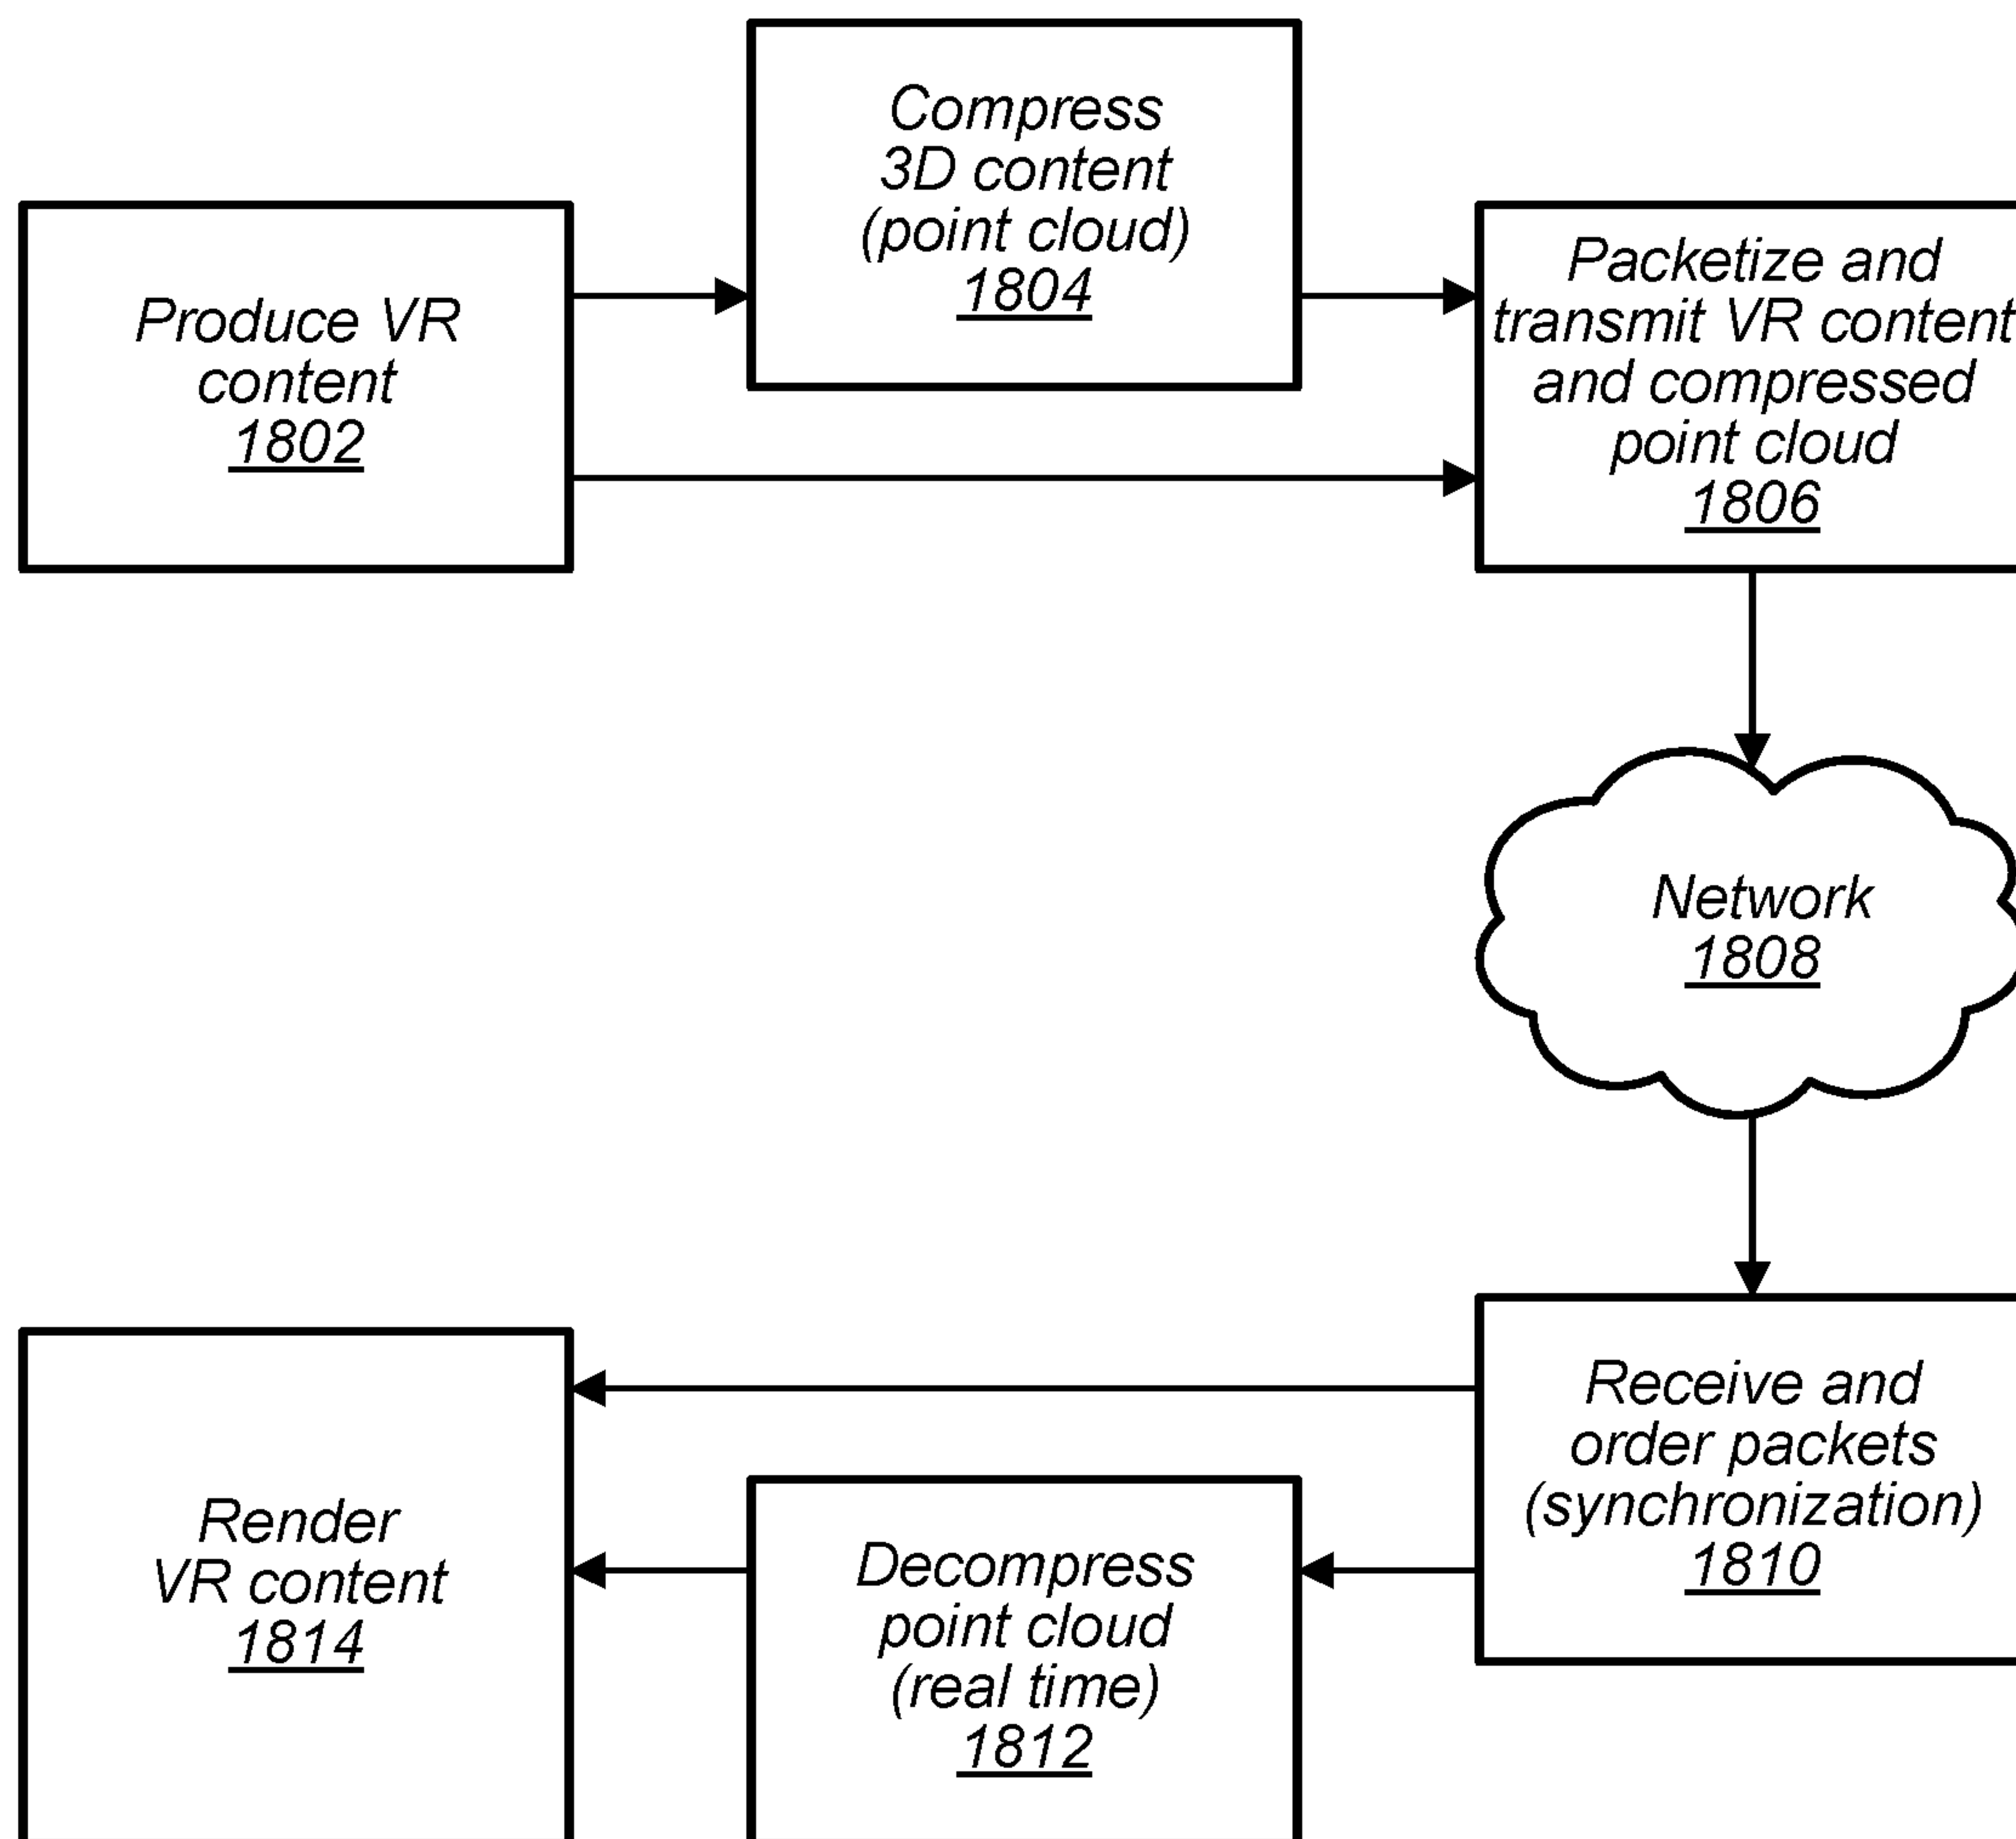 Produce VR
content
1802
Compress
3D content
(point cloud)
1804
Packetize and
transmit VR content
and compressed
point cloud
1806
Network
1808
Receive and
order packets
(synchronization)
1810
Decompress
point cloud
(real time)
1812
Render
VR content
1814